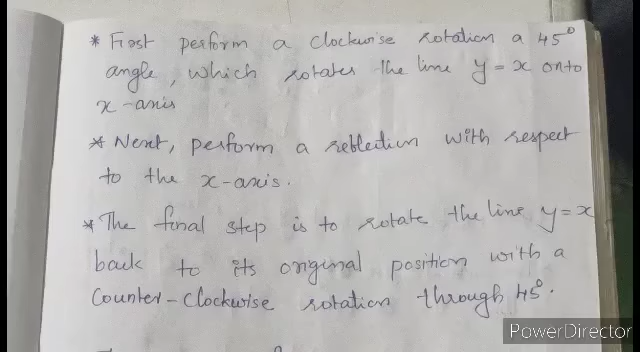 * First perform a clockwise rotation a 45°
angle, which rotates the line y = x onto
x-axis
* Next, perform a reflection with respect
to the x-axis.
* The final step is to rotate the line y = x
back to its original position with a
Counter-clockwise rotation through 45°.
PowerDirector